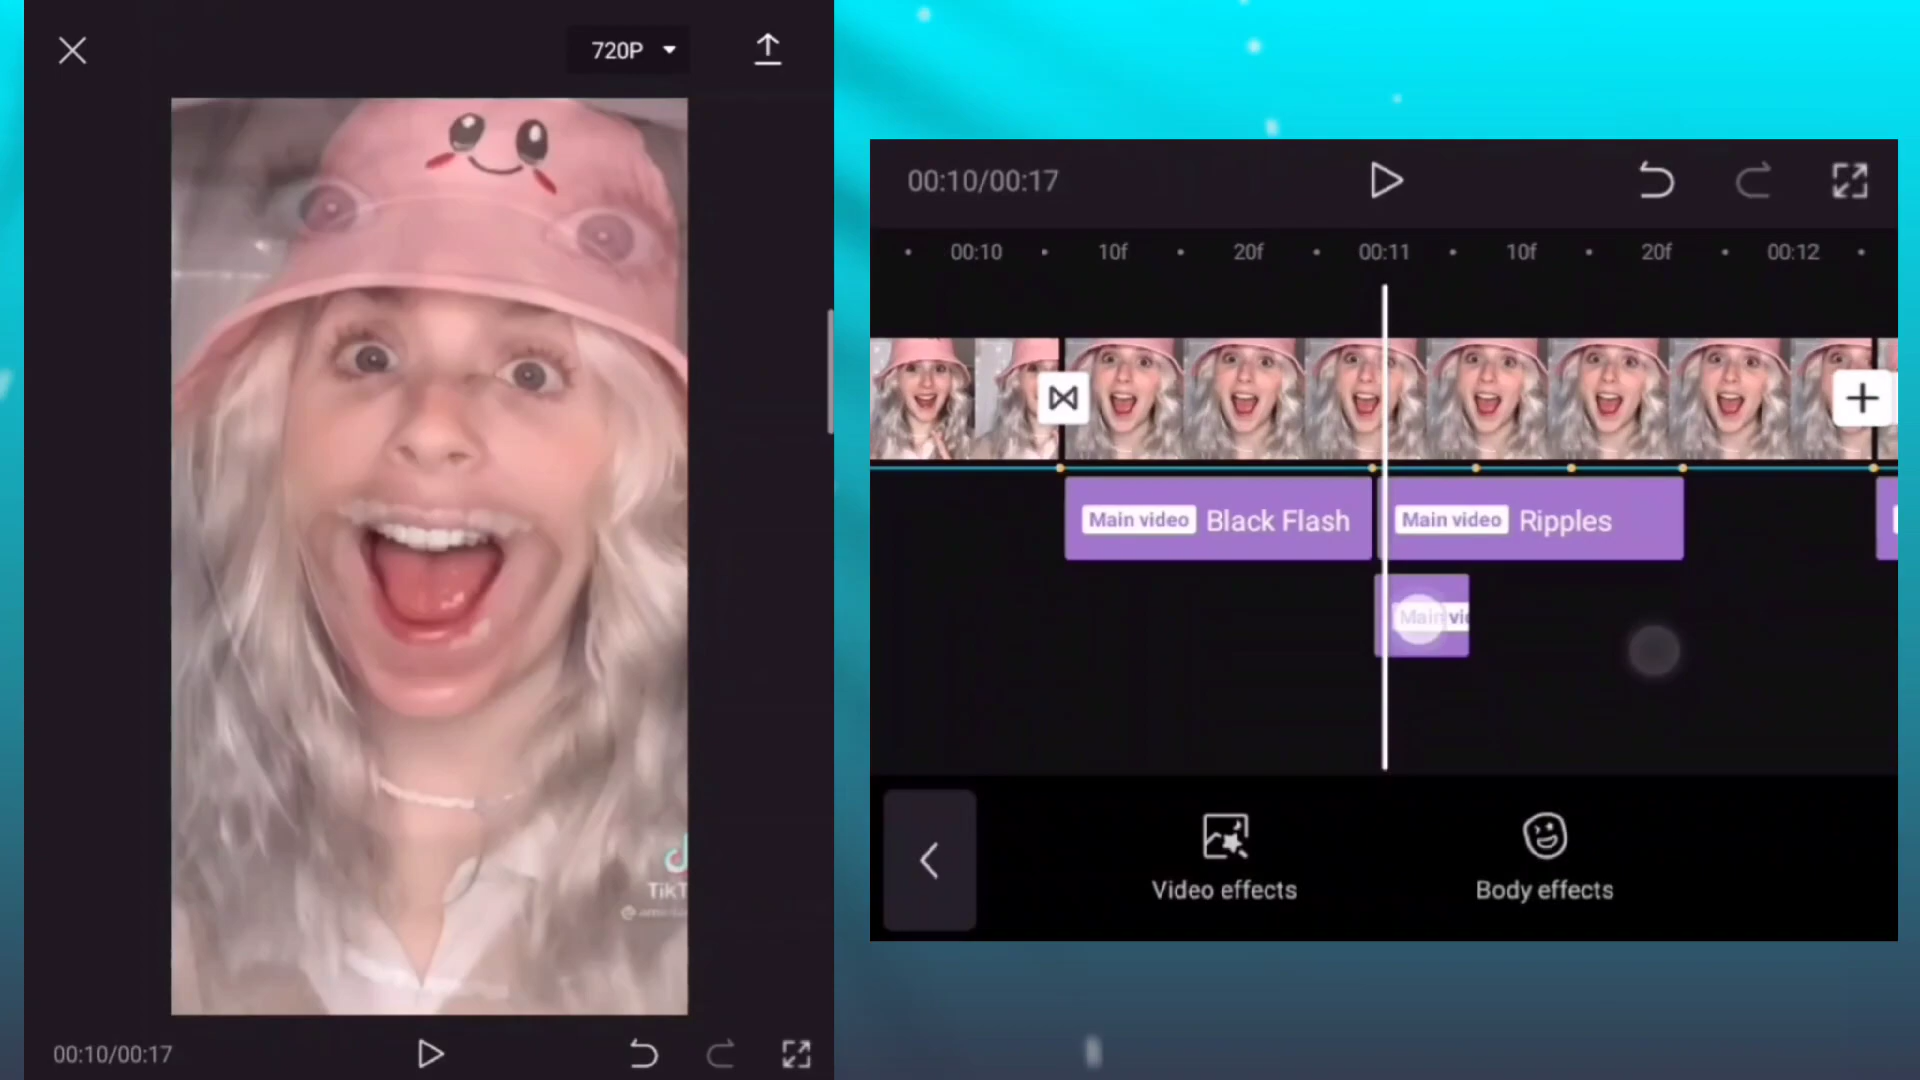 720P
TikT
00:10/00:17
00:10/00:17
00:10 10f 20f 00:11 10f 20f 00:12
Main video Black Flash
Main video Ripples
Main vi
Video effects
Body effects